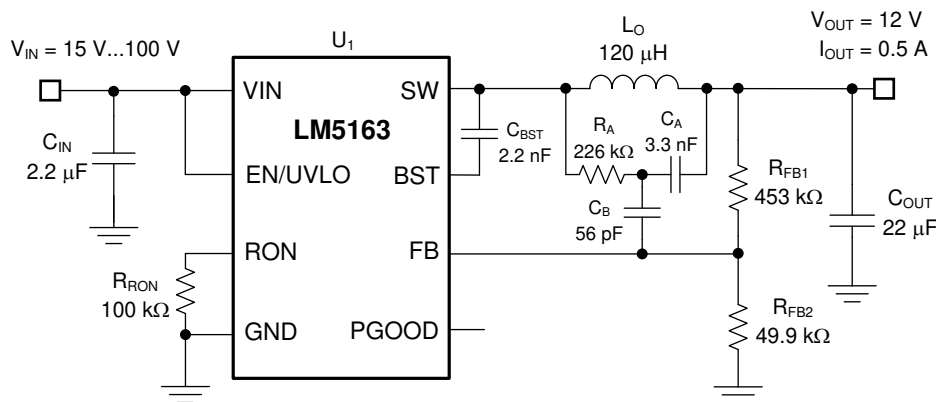 V_IN = 15 V...100 V
U_1
L_O
120 μH
V_OUT = 12 V
I_OUT = 0.5 A
VIN
SW
LM5163
C_IN
2.2 μF
EN/UVLO
BST
C_BST
2.2 nF
R_A
226 kΩ
C_A
3.3 nF
C_B
56 pF
R_FB1
453 kΩ
C_OUT
22 μF
RON
FB
R_RON
100 kΩ
GND
PGOOD
R_FB2
49.9 kΩ